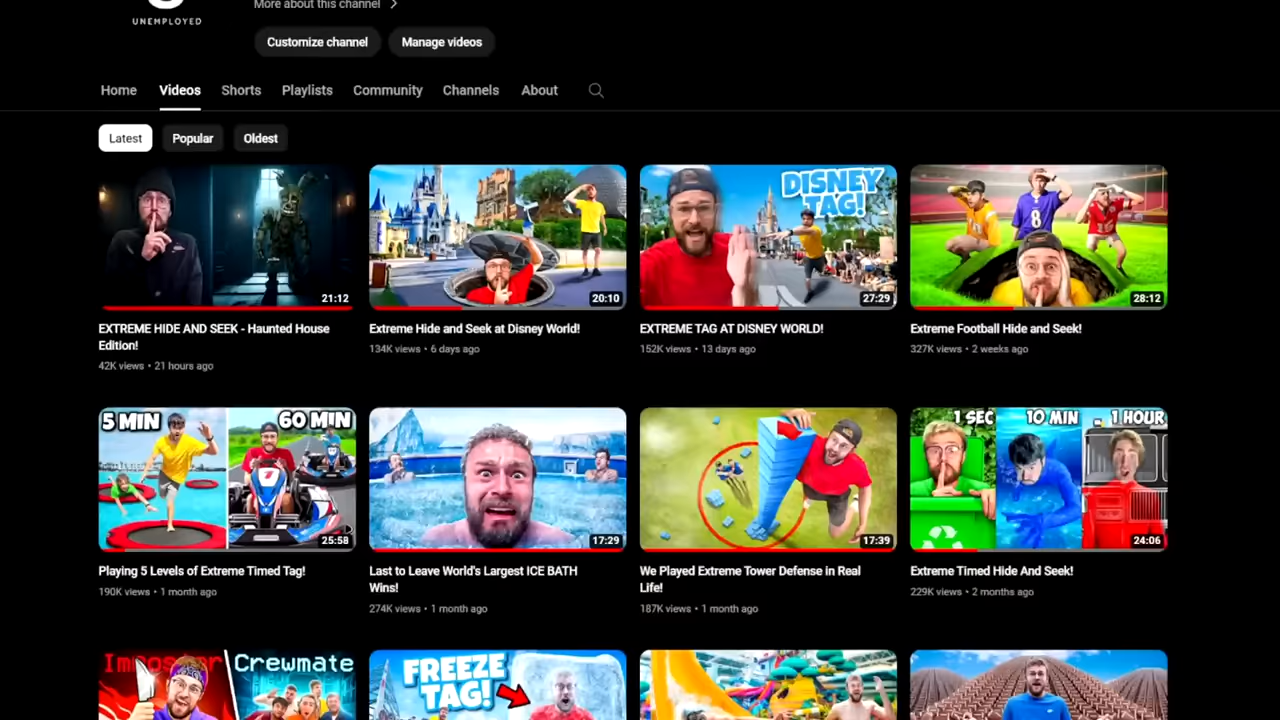 More about this channel
UNEMPLOYED
Customize channel
Manage videos
Home
Videos
Shorts
Playlists
Community
Channels
About
Latest
Popular
Oldest
21:12
20:10
DISNEY
TAG!
27:29
8
28:12
EXTREME HIDE AND SEEK - Haunted House
Edition!
42K views • 21 hours ago
Extreme Hide and Seek at Disney World!
134K views • 6 days ago
EXTREME TAG AT DISNEY WORLD!
152K views • 13 days ago
Extreme Football Hide and Seek!
327K views • 2 weeks ago
5 MIN
60 MIN
25:58
17:29
17:39
1 SEC
10 MIN
1 HOUR
24:06
Playing 5 Levels of Extreme Timed Tag!
190K views • 1 month ago
Last to Leave World's Largest ICE BATH
Wins!
274K views • 1 month ago
We Played Extreme Tower Defense in Real
Life!
187K views • 1 month ago
Extreme Timed Hide And Seek!
229K views • 2 months ago
Impostor
Crewmate
FREEZE
TAG!